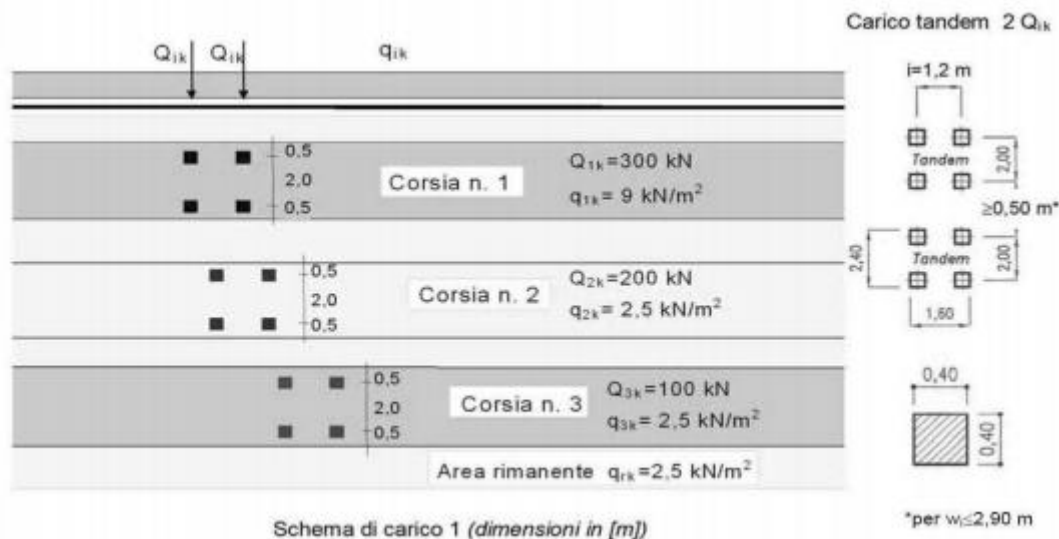 Carico tandem 2 Qik
Qik Qik qik
i=1,2 m
0,5
2,0
0,5
Corsia n. 1
Q1k=300 kN
q1k= 9 kN/m²
Tandem
2,00
≥0,50 m*
0,5
2,0
0,5
Corsia n. 2
Q2k=200 kN
q2k= 2,5 kN/m²
2,40
Tandem
2,00
1,60
0,5
2,0
0,5
Corsia n. 3
Q3k=100 kN
q3k= 2,5 kN/m²
0,40
0,40
Area rimanente qrk=2,5 kN/m²
*per wl≤2,90 m
Schema di carico 1 (dimensioni in [m])